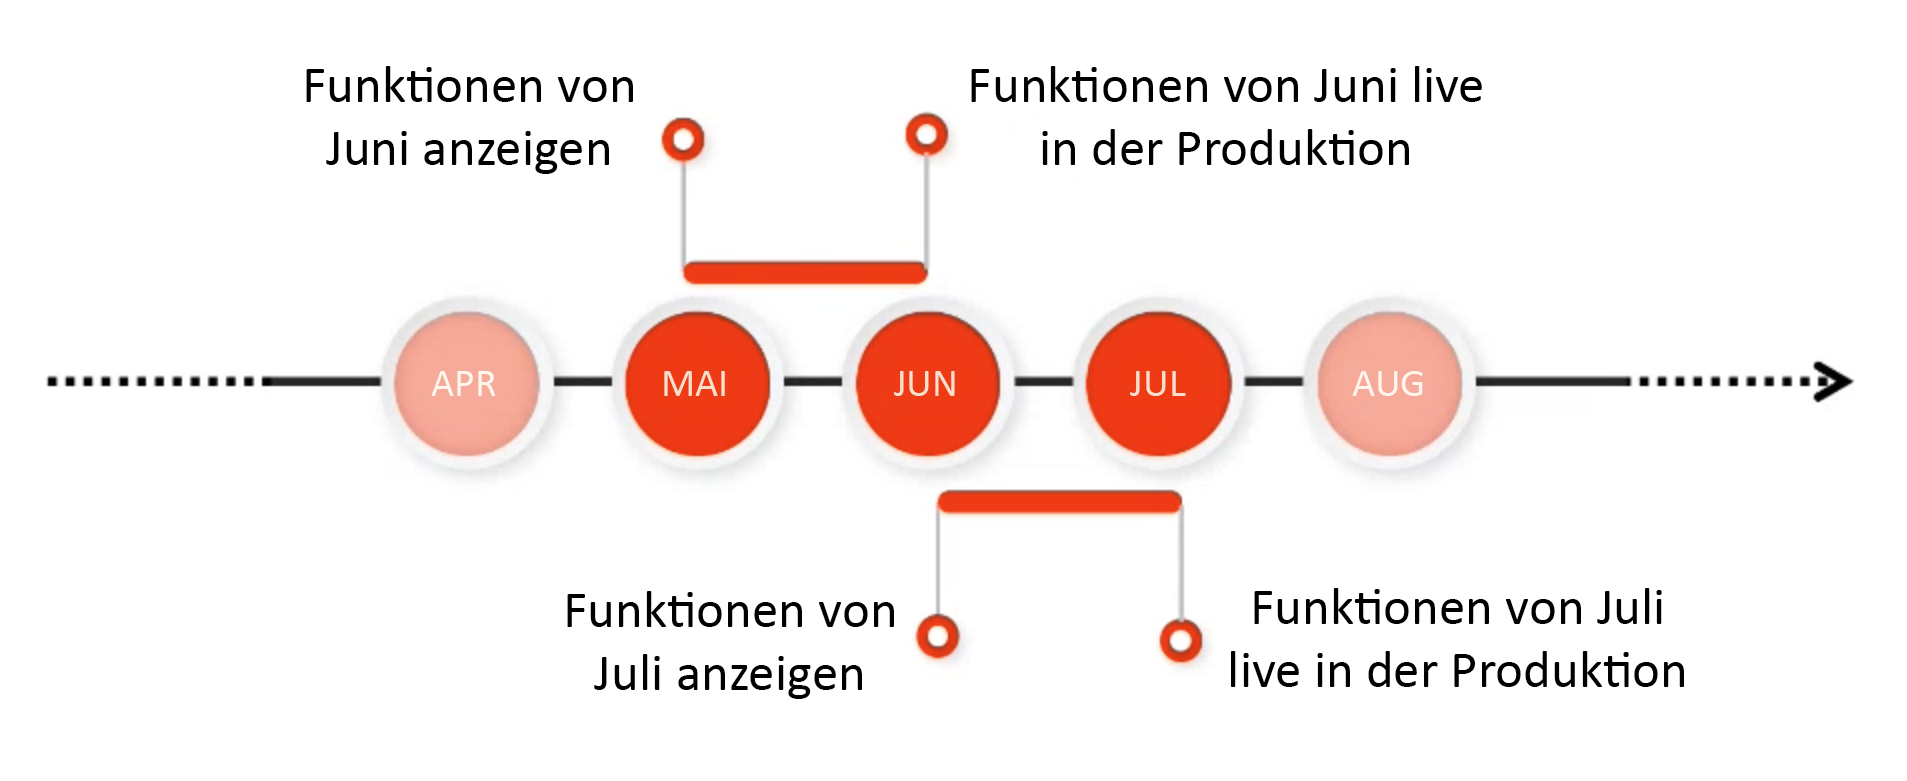 Funktionen von
Juni anzeigen
Funktionen von Juni live
in der Produktion
APR
MAI
JUN
JUL
AUG
Funktionen von
Juli anzeigen
Funktionen von Juli
live in der Produktion